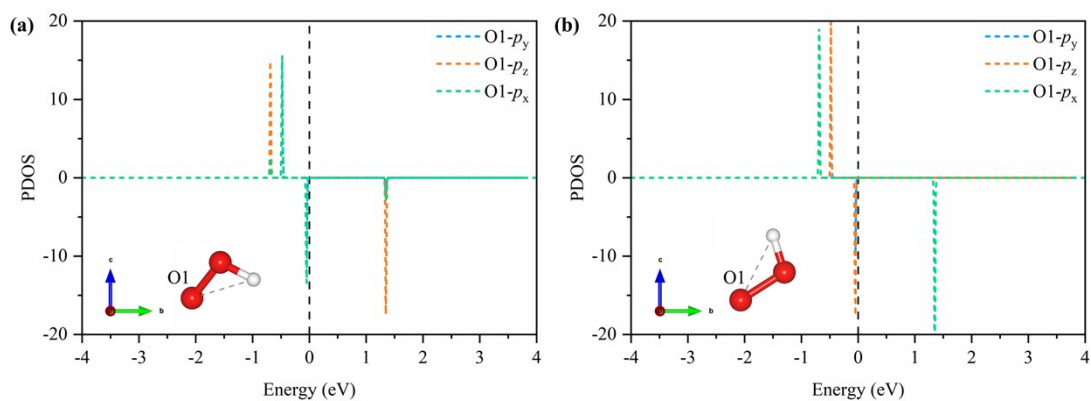 (a)
20
10
0
-10
-20
PDOS
O1-py
O1-pz
O1-px
O1
c
b
-4 -3 -2 -1 0 1 2 3 4
Energy (eV)
(b)
20
10
0
-10
-20
PDOS
O1-py
O1-pz
O1-px
O1
c
b
-4 -3 -2 -1 0 1 2 3 4
Energy (eV)